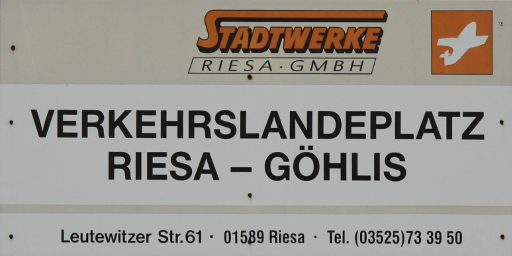 STADTWERKE
RIESA · GMBH
VERKEHRSLANDEPLATZ
RIESA – GÖHLIS
Leutewitzer Str.61 · 01589 Riesa · Tel. (03525)73 39 50